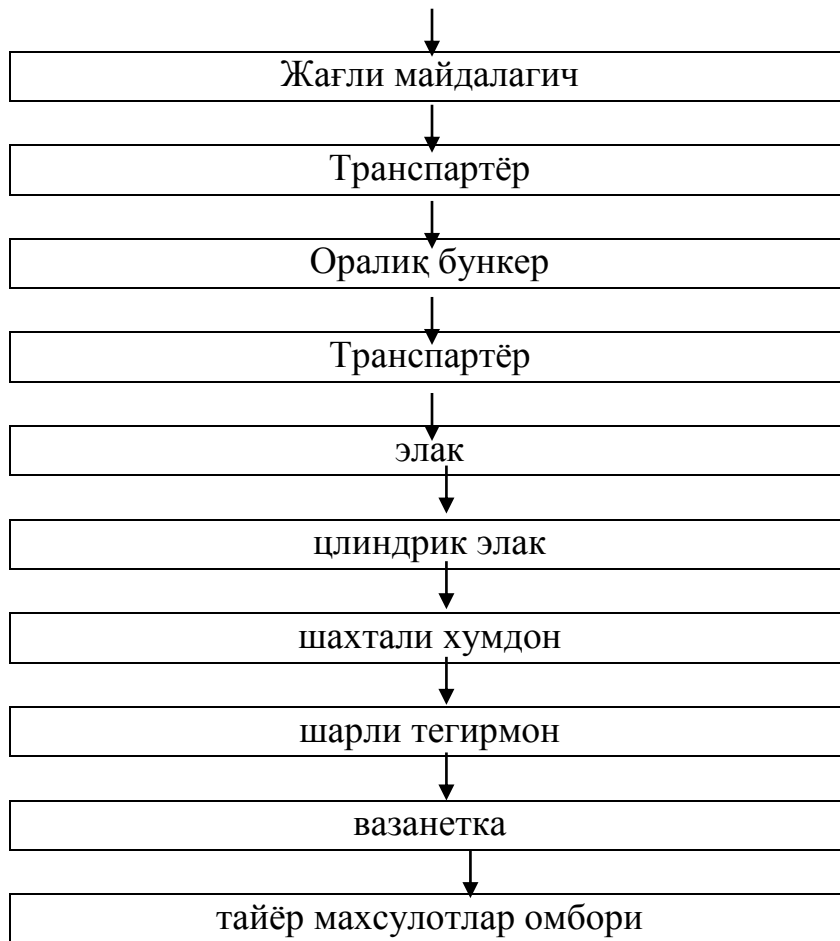 Жағли майдалагич
Транспартёр
Оралиқ бункер
Транспартёр
элак
цлиндрик элак
шахтали хумдон
шарли тегирмон
вазанетка
тайёр махсулотлар омбори